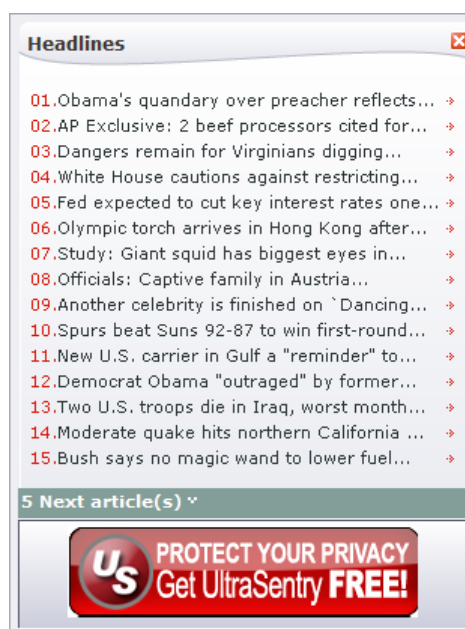 Headlines
01.Obama's quandary over preacher reflects...
02.AP Exclusive: 2 beef processors cited for...
03.Dangers remain for Virginians digging...
04.White House cautions against restricting...
05.Fed expected to cut key interest rates one...
06.Olympic torch arrives in Hong Kong after...
07.Study: Giant squid has biggest eyes in...
08.Officials: Captive family in Austria...
09.Another celebrity is finished on `Dancing...
10.Spurs beat Suns 92-87 to win first-round...
11.New U.S. carrier in Gulf a "reminder" to...
12.Democrat Obama "outraged" by former...
13.Two U.S. troops die in Iraq, worst month...
14.Moderate quake hits northern California ...
15.Bush says no magic wand to lower fuel...
5 Next article(s)
US
PROTECT YOUR PRIVACY
Get UltraSentry FREE!